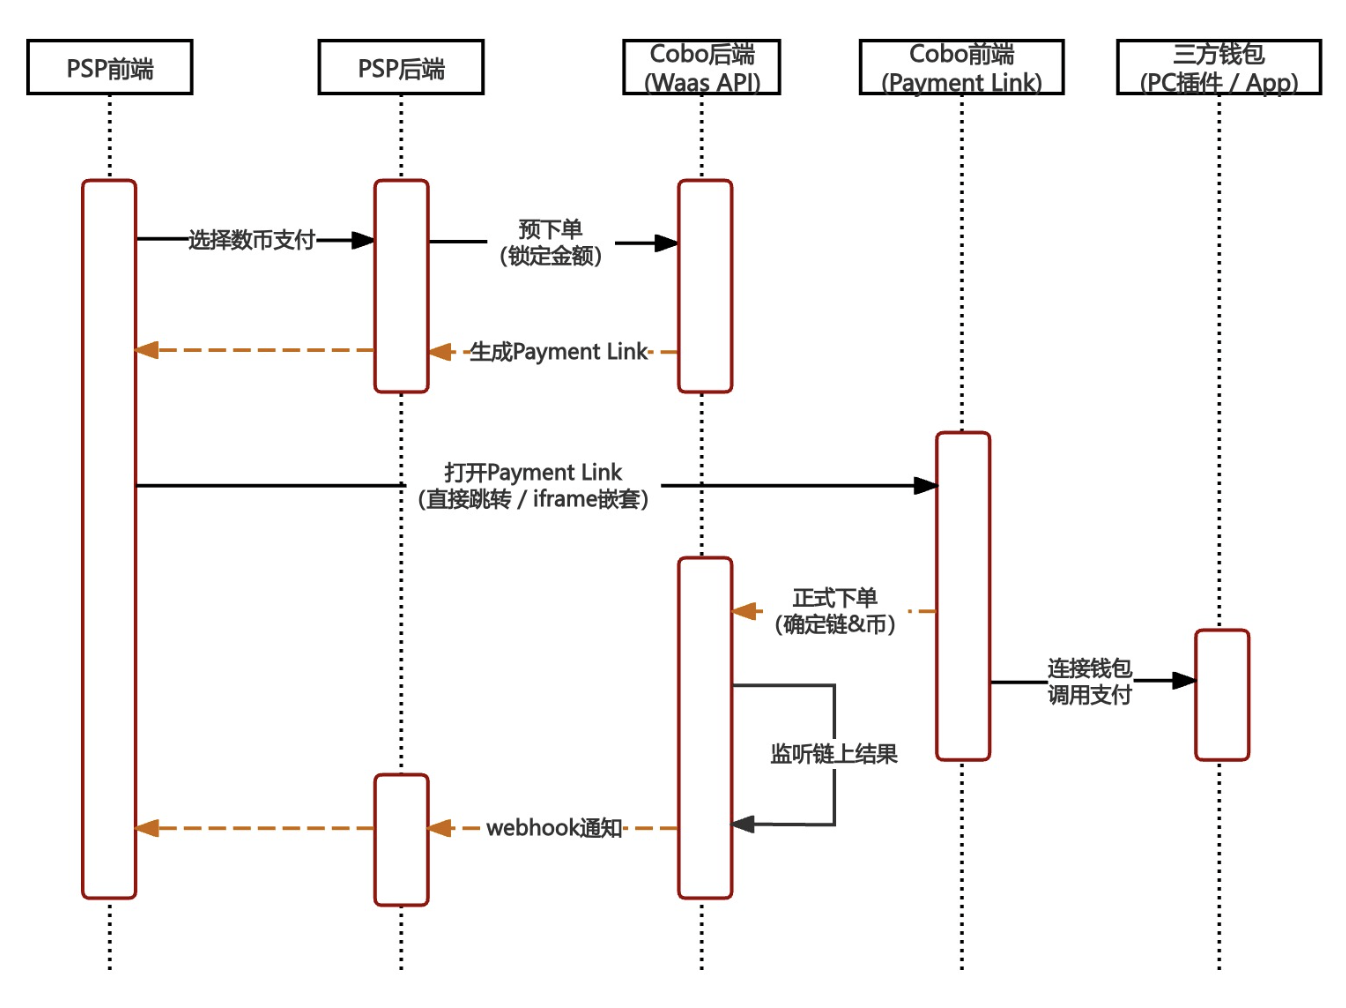 PSP前端
PSP后端
Cobo后端
(Waas API)
Cobo前端
(Payment Link)
三方钱包
(PC插件 / App)
选择数币支付
预下单
（锁定金额）
生成Payment Link
打开Payment Link
（直接跳转 / iframe嵌套）
正式下单
（确定链&币）
连接钱包
调用支付
监听链上结果
webhook通知